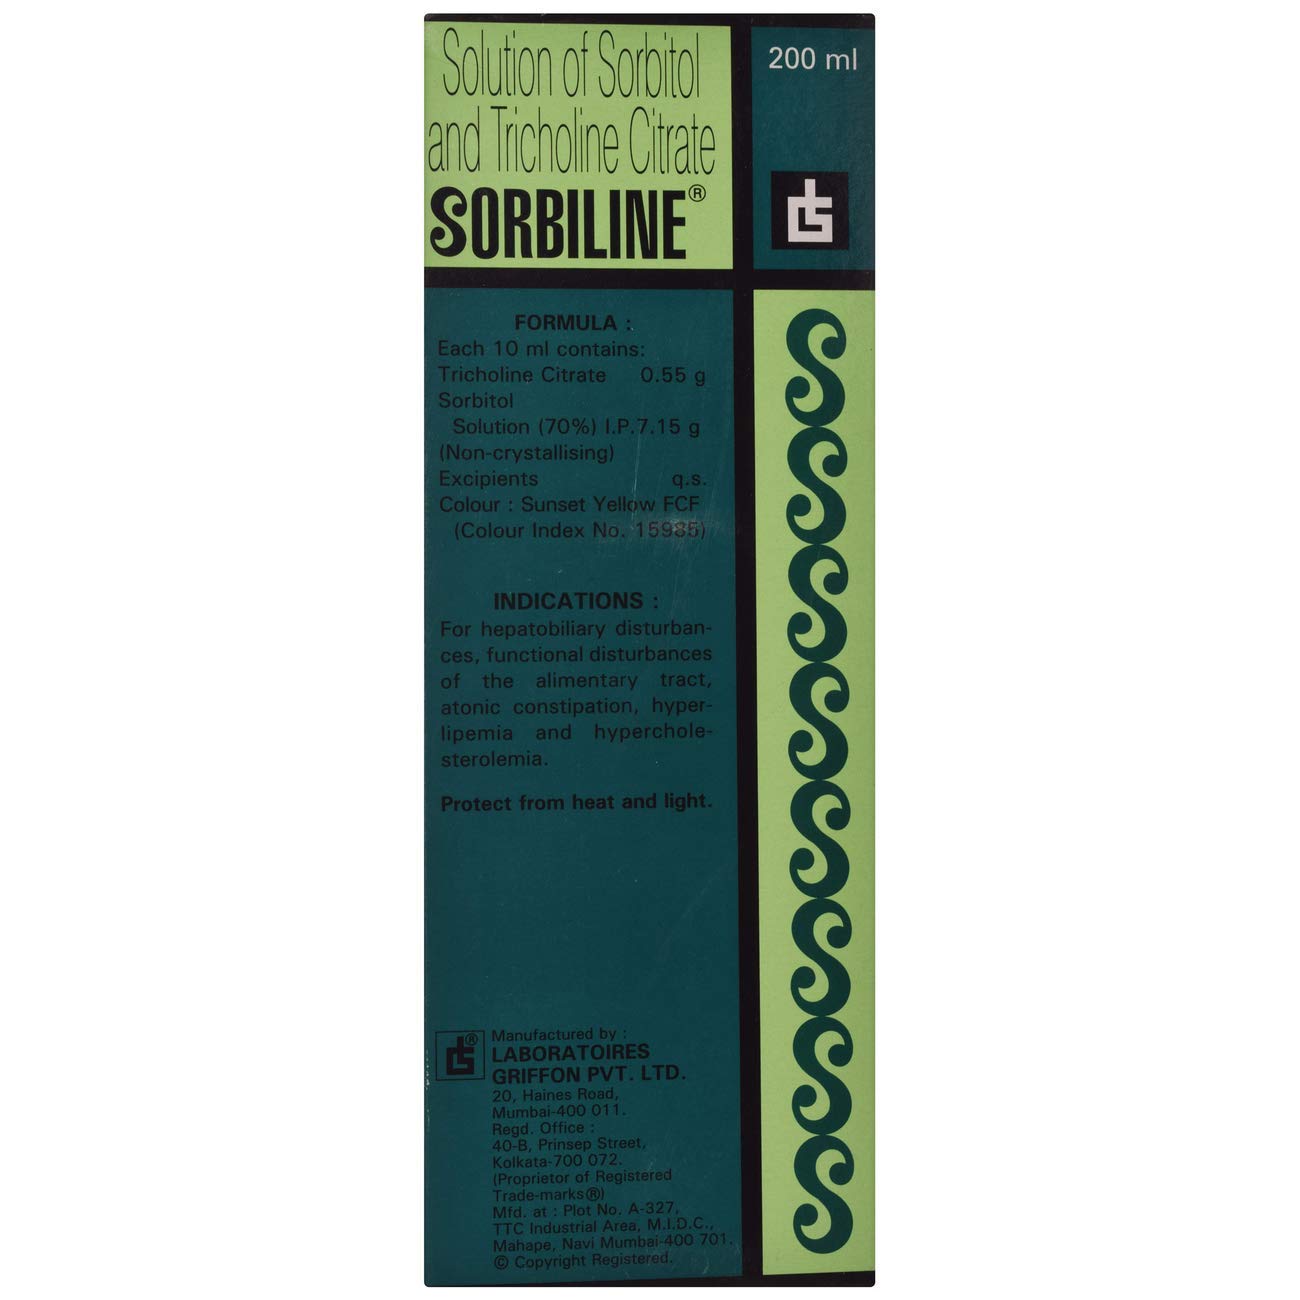 Solution of Sorbitol
and Tricholine Citrate
SORBILINE®
200 ml
FORMULA :
Each 10 ml contains:
Tricholine Citrate 0.55 g
Sorbitol
Solution (70%) I.P.7.15 g
(Non-crystallising)
Excipients q.s.
Colour : Sunset Yellow FCF
(Colour Index No. 15985)
INDICATIONS :
For hepatobiliary disturban-
ces, functional disturbances
of the alimentary tract,
atonic constipation, hyper-
lipemia and hyperchole-
sterolemia.
Protect from heat and light.
®
Manufactured by :
LABORATOIRES
GRIFFON PVT. LTD.
20, Haines Road,
Mumbai-400 011.
Regd. Office :
40-B, Prinsep Street,
Kolkata-700 072.
(Proprietor of Registered
Trade-marks®)
Mfd. at : Plot No. A-327,
TTC Industrial Area, M.I.D.C.,
Mahape, Navi Mumbai-400 701.
© Copyright Registered.